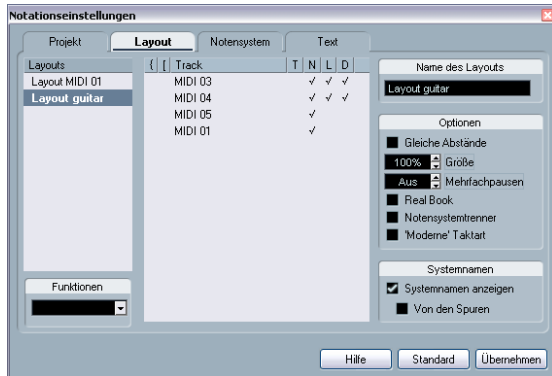 Notationseinstellungen
Projekt Layout Notensystem Text
Layouts
Layout MIDI 01
Layout guitar
{ [ Track T N L D
MIDI 03 √ √ √
MIDI 04 √ √ √
MIDI 05 √
MIDI 01 √
Funktionen
Name des Layouts
Layout guitar
Optionen
Gleiche Abstände
100% Größe
Aus Mehrfachpausen
Real Book
Notensystemtrenner
'Moderne' Taktart
Systemnamen
Systemnamen anzeigen
Von den Spuren
Hilfe Standard Übernehmen